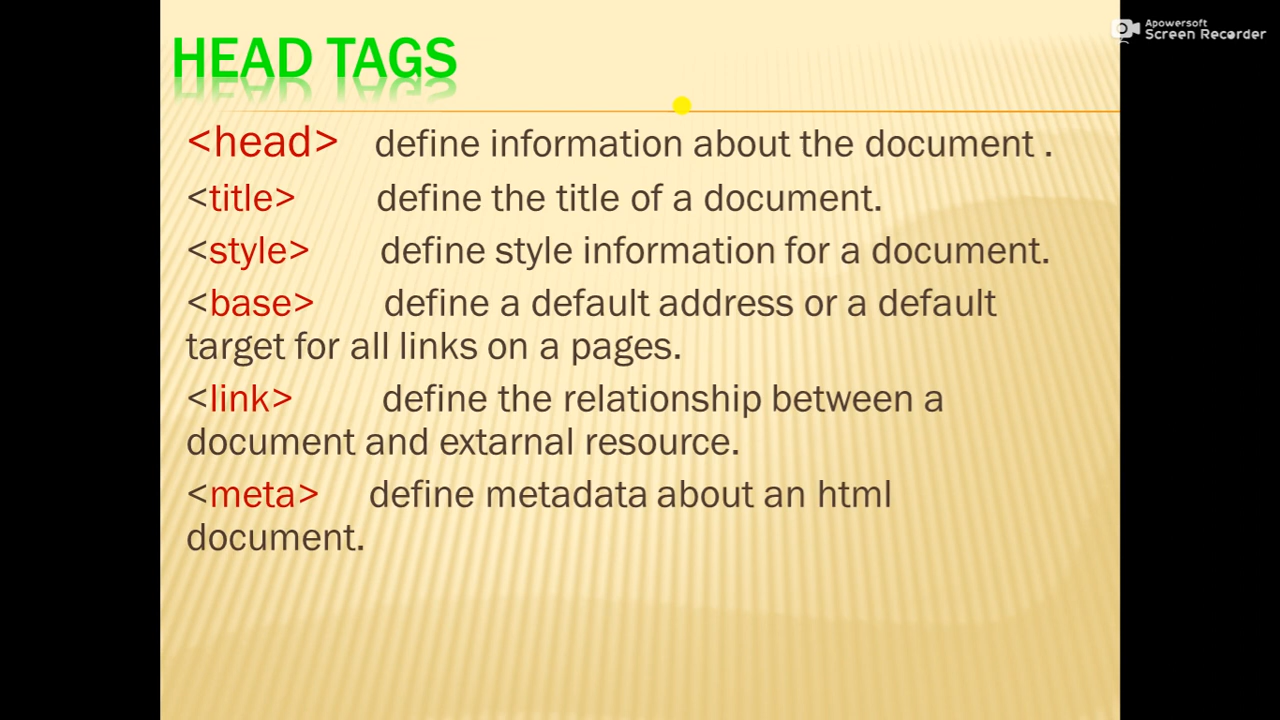 Apowersoft
Screen Recorder
HEAD TAGS
<head> define information about the document .
<title> define the title of a document.
<style> define style information for a document.
<base> define a default address or a default
target for all links on a pages.
<link> define the relationship between a
document and extarnal resource.
<meta> define metadata about an html
document.